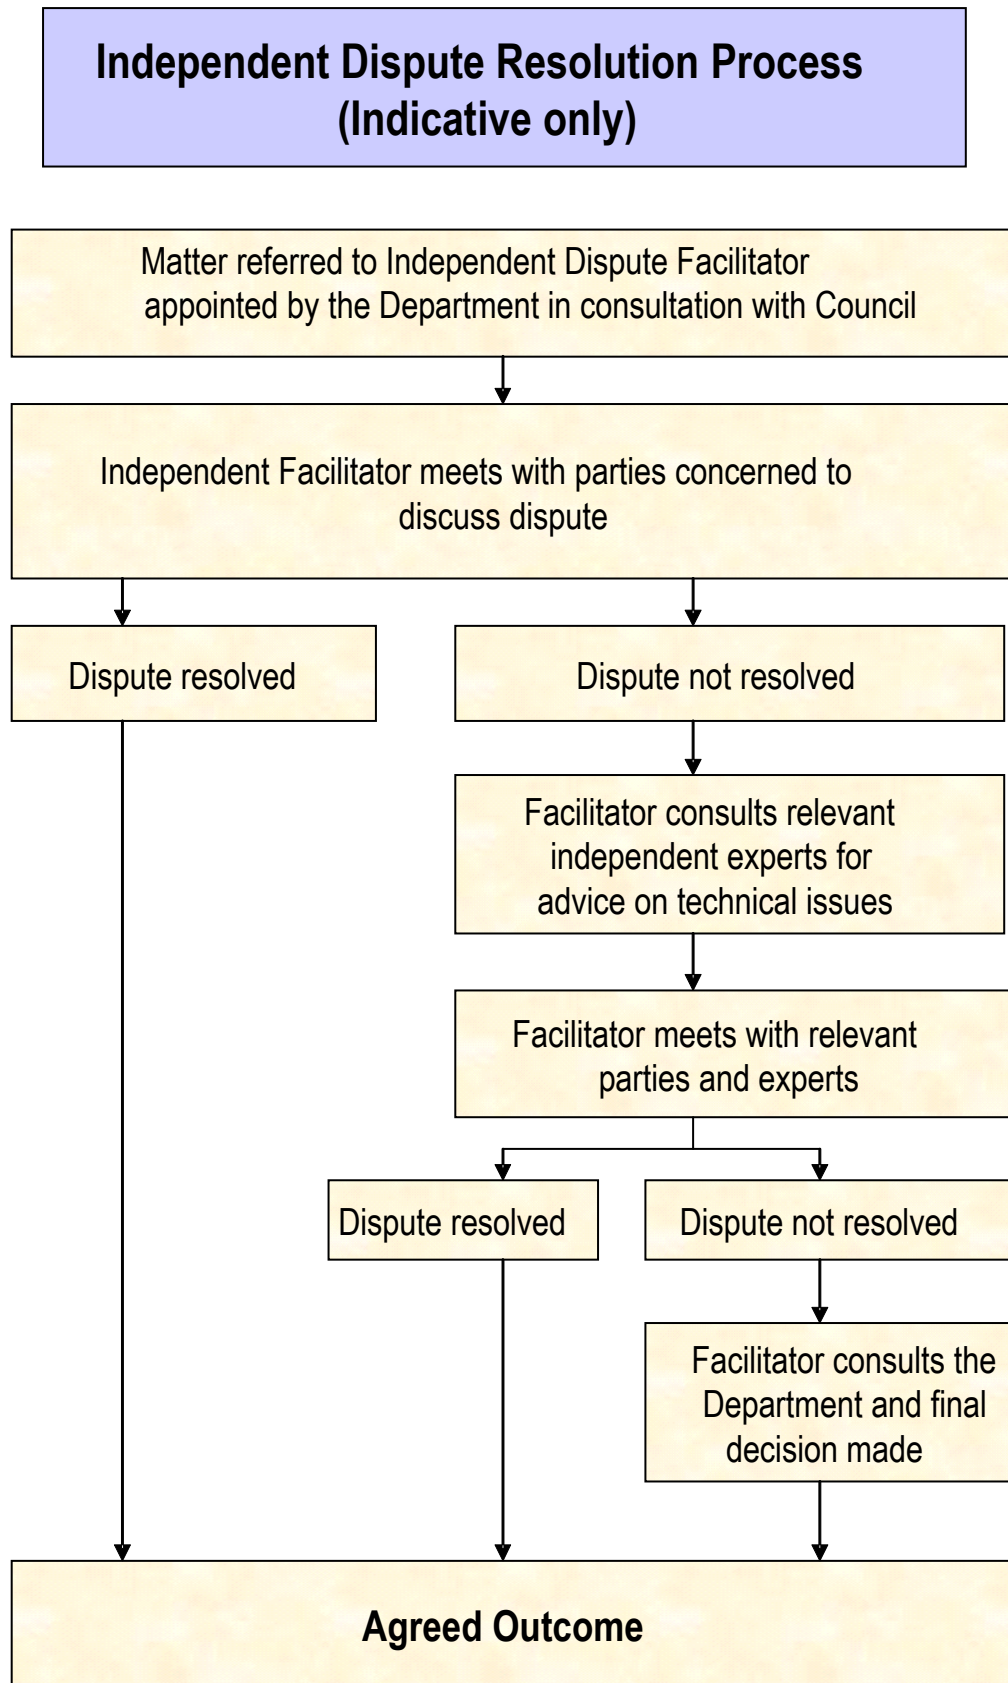 Independent Dispute Resolution Process
(Indicative only)
Matter referred to Independent Dispute Facilitator
appointed by the Department in consultation with Council
Independent Facilitator meets with parties concerned to
discuss dispute
Dispute resolved
Dispute not resolved
Facilitator consults relevant
independent experts for
advice on technical issues
Facilitator meets with relevant
parties and experts
Dispute resolved
Dispute not resolved
Facilitator consults the
Department and final
decision made
Agreed Outcome